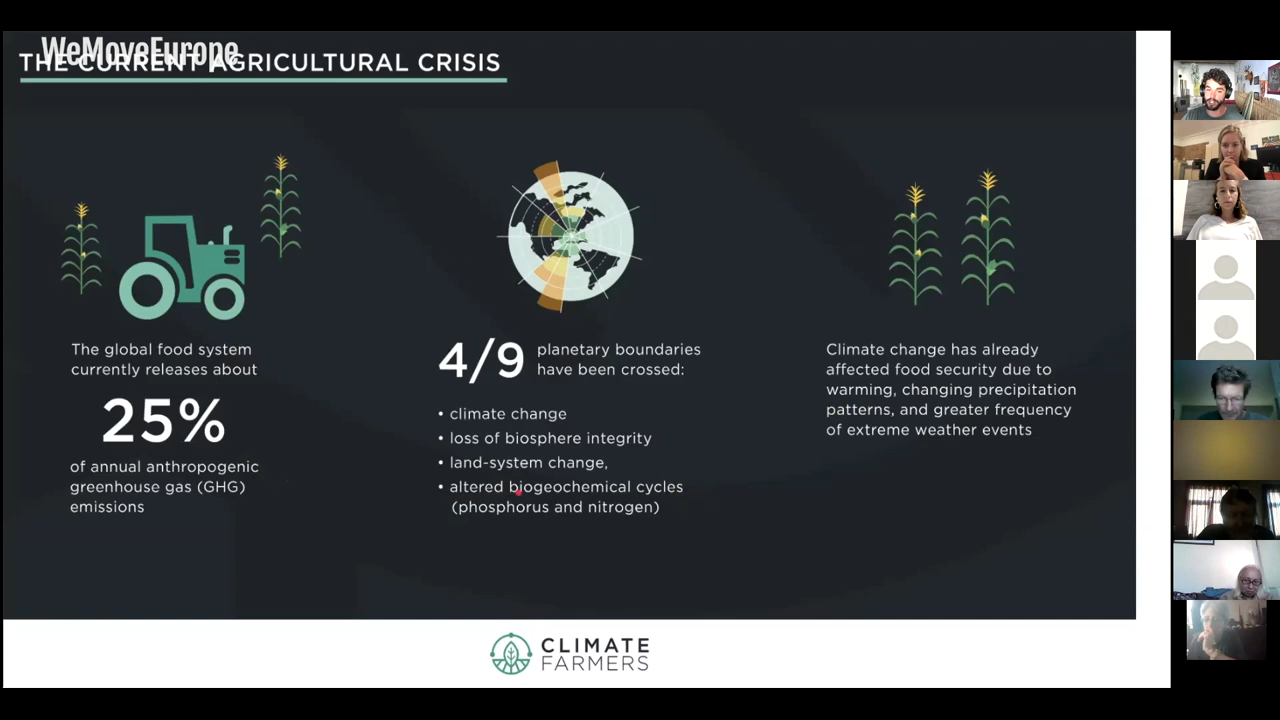 WeMoveEurope
THE CURRENT AGRICULTURAL CRISIS
The global food system
currently releases about
25%
of annual anthropogenic
greenhouse gas (GHG)
emissions
4/9
planetary boundaries
have been crossed:
• climate change
• loss of biosphere integrity
• land-system change,
• altered biogeochemical cycles
(phosphorus and nitrogen)
Climate change has already
affected food security due to
warming, changing precipitation
patterns, and greater frequency
of extreme weather events
CLIMATE
FARMERS